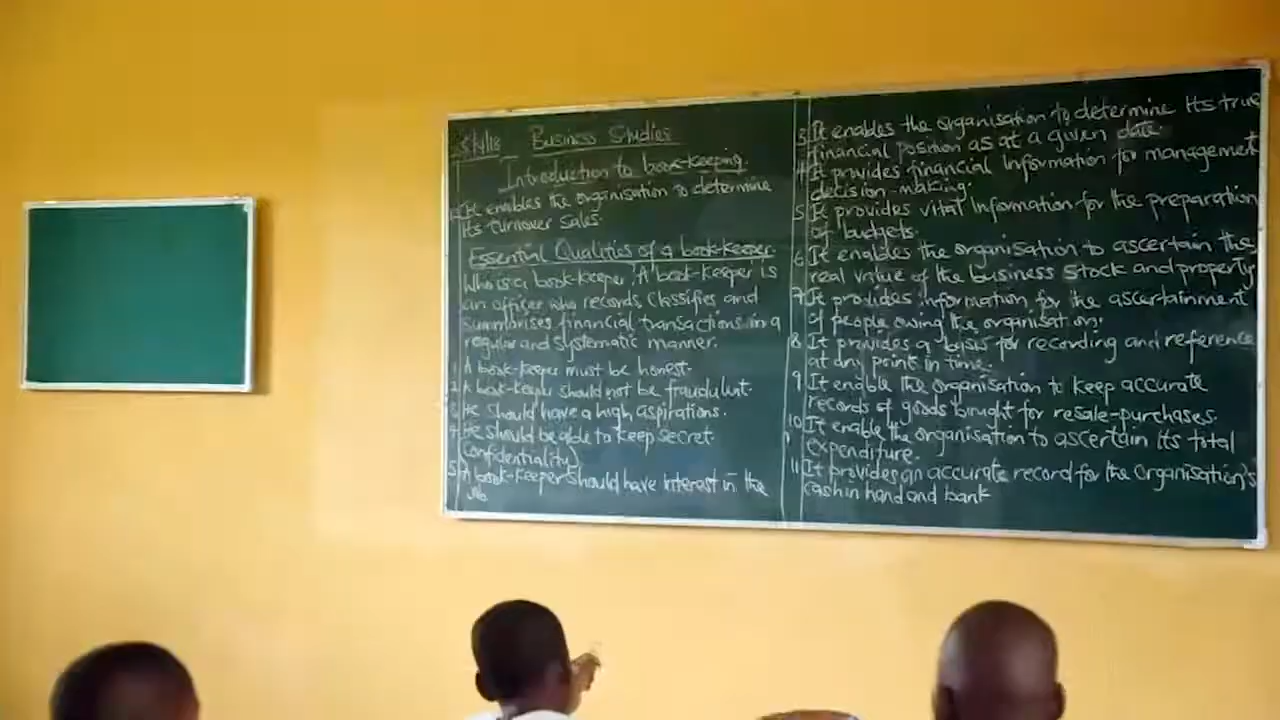 Business Studies
Introduction to book-keeping.
It enables the organisation to determine
its turnover sales.
Essential Qualities of a book-keeper
Who is a book-keeper? A book-keeper is
an officer who records, classifies and
summarises financial transactions in a
regular and systematic manner.
1 A book-keeper must be honest.
2 A book-keeper should not be fraudulent.
3 He should have a high aspirations.
4 He should be able to keep secret.
(confidentiality)
5 A book-keeper should have interest in the
Job
3 It enables the organisation to determine its true
financial position as at a given date.
4 It provides financial information for management
decision-making.
5 It provides vital information for the preparation
of budgets.
6 It enables the organisation to ascertain the
real value of the business stock and property
7 It provides information for the ascertainment
of people owing the organisation.
8 It provides a basis for recording and reference
at any point in time.
9 It enable the organisation to keep accurate
records of goods bought for resale-purchases.
10 It enable the organisation to ascertain its total
expenditure.
11 It provides an accurate record for the organisation's
cash in hand and bank